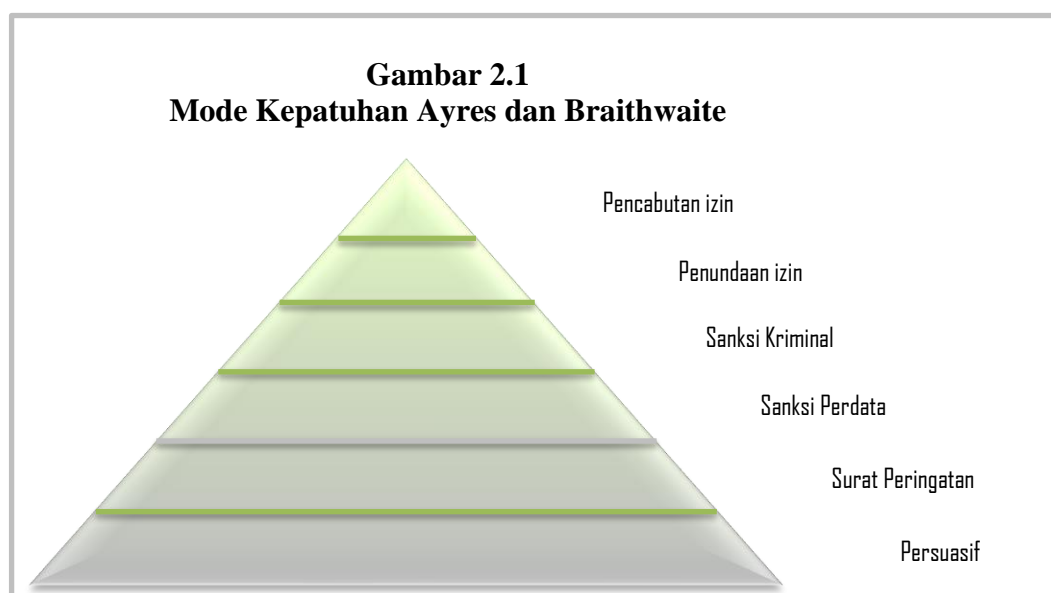 Gambar 2.1
Mode Kepatuhan Ayres dan Braithwaite
Pencabutan izin
Penundaan izin
Sanksi Kriminal
Sanksi Perdata
Surat Peringatan
Persuasif